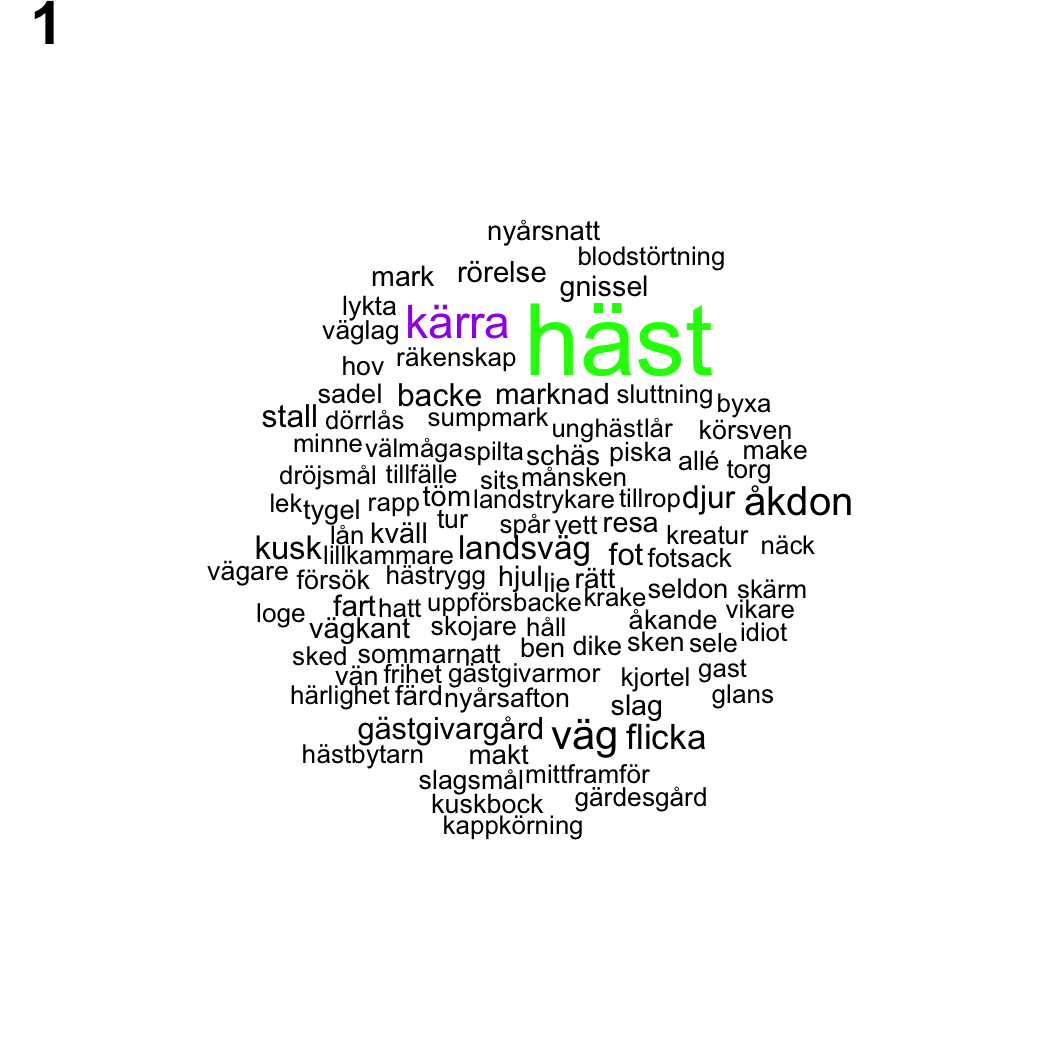 1
nyårsnatt
blodstörtning
mark rörelse
gnissel
lykta
väglag kärra häst
hov räkenskap
sadel backe marknad sluttning byxa
stall dörrlås sumpmark unghästlår körsven
minne välmåga spilta schäs piska allé make
torg
dröjsmål tillfälle sits månsken
lek tygel rapp töm landstrykare tillrop djur åkdon
lån kväll tur spår vett resa kreatur näck
kusk lillkammare landsväg fot fotsack
vägare försök hästrygg hjul lie rätt seldon skärm
loge fart hatt uppförsbacke krake vikare
vägkant skojare håll åkande idiot
sked sommarnatt ben dike sken sele
vän frihet gästgivarmor kjortel gast
härlighet färd nyårsafton slag glans
gästgivargård väg flicka
hästbytarn makt
slagsmål mittframför
kuskbock gärdesgård
kappkörning